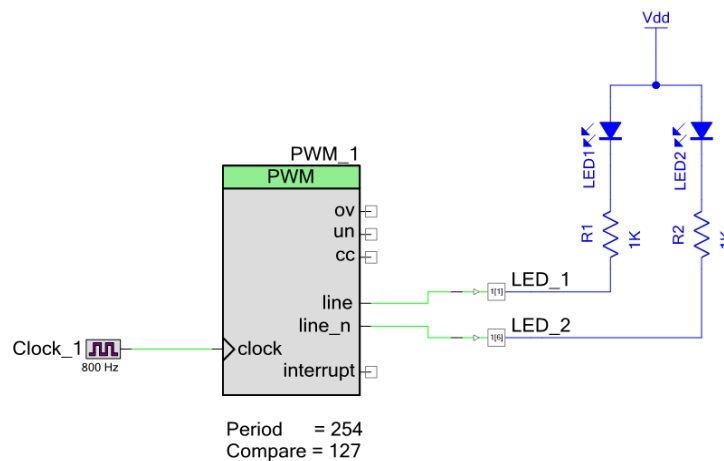 Vdd
LED1
LED2
R1
1K
R2
1K
PWM_1
PWM
ov
un
cc
line
line_n
clock
interrupt
1[1]
LED_1
1[6]
LED_2
Clock_1
800 Hz
Period = 254
Compare = 127